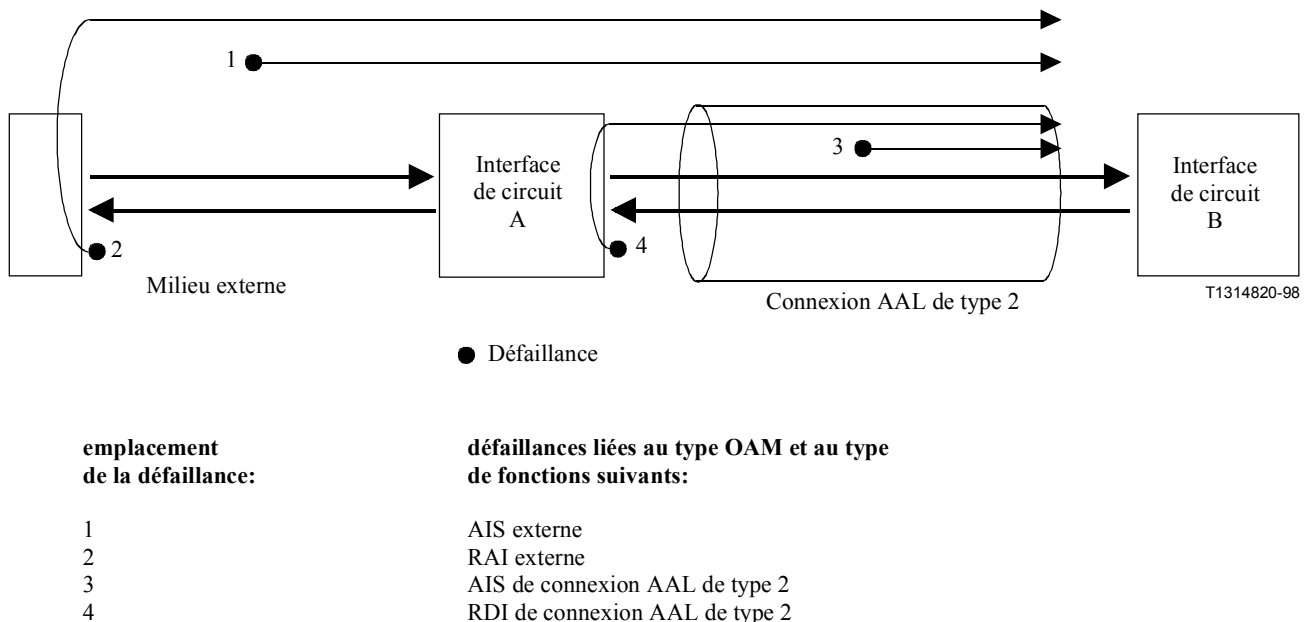 1
3
Interface
de circuit
A
Interface
de circuit
B
2
4
Milieu externe
Connexion AAL de type 2
T1314820-98
Défaillance
emplacement
de la défaillance:
défaillances liées au type OAM et au type
de fonctions suivants:
1 AIS externe
2 RAI externe
3 AIS de connexion AAL de type 2
4 RDI de connexion AAL de type 2